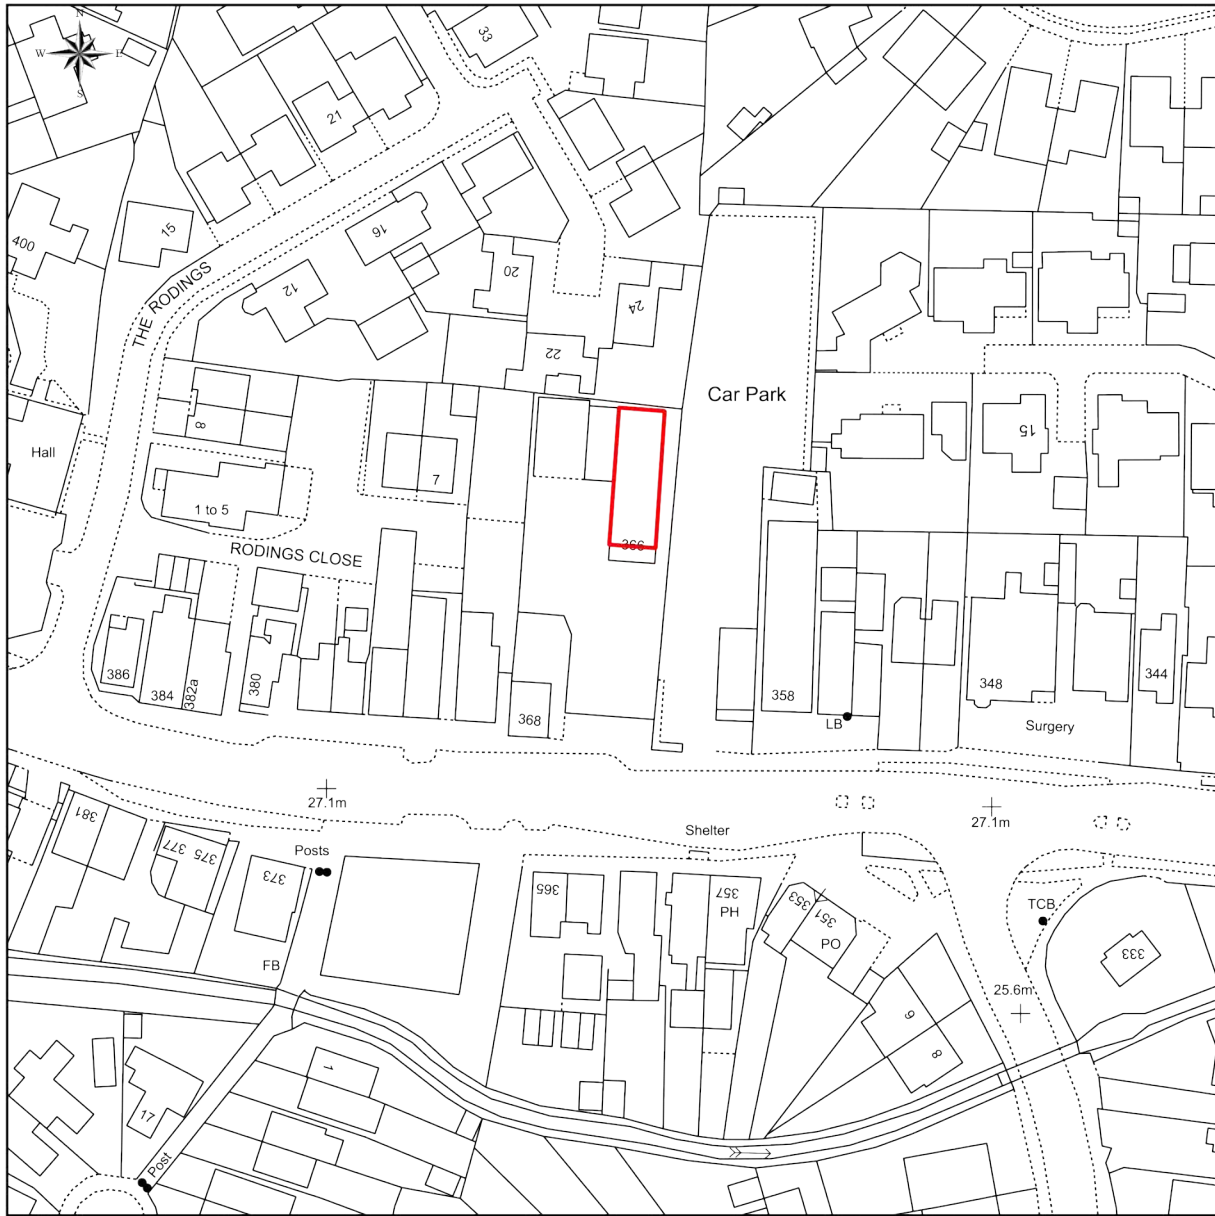 N
W E
S
33
21
400
15
16
20
12
24
THE RODINGS
22
Car Park
8
Hall
7
15
1 to 5
366
RODINGS CLOSE
386
384
382a
380
368
358
348
344
LB
Surgery
27.1m
27.1m
381
377
375
373
Posts
Shelter
365
357
PH
353
351
PO
TCB
333
FB
25.6m
9
8
1
17
Post